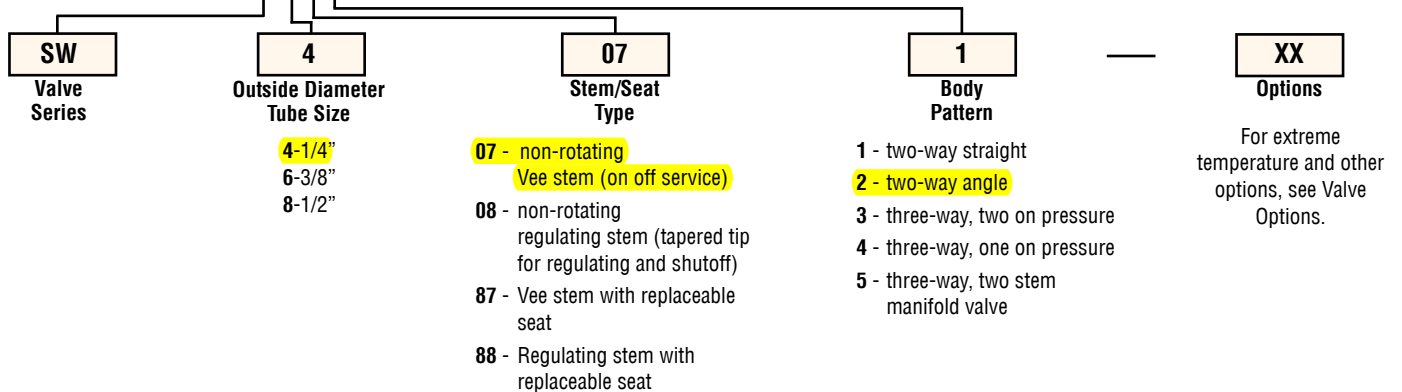 SW
Valve
Series
4
Outside Diameter
Tube Size
4-1/4”
6-3/8”
8-1/2”
07
Stem/Seat
Type
07 - non-rotating
Vee stem (on off service)
08 - non-rotating
regulating stem (tapered tip
for regulating and shutoff)
87 - Vee stem with replaceable
seat
88 - Regulating stem with
replaceable seat
1
Body
Pattern
1 - two-way straight
2 - two-way angle
3 - three-way, two on pressure
4 - three-way, one on pressure
5 - three-way, two stem
manifold valve
—
XX
Options
For extreme
temperature and other
options, see Valve
Options.